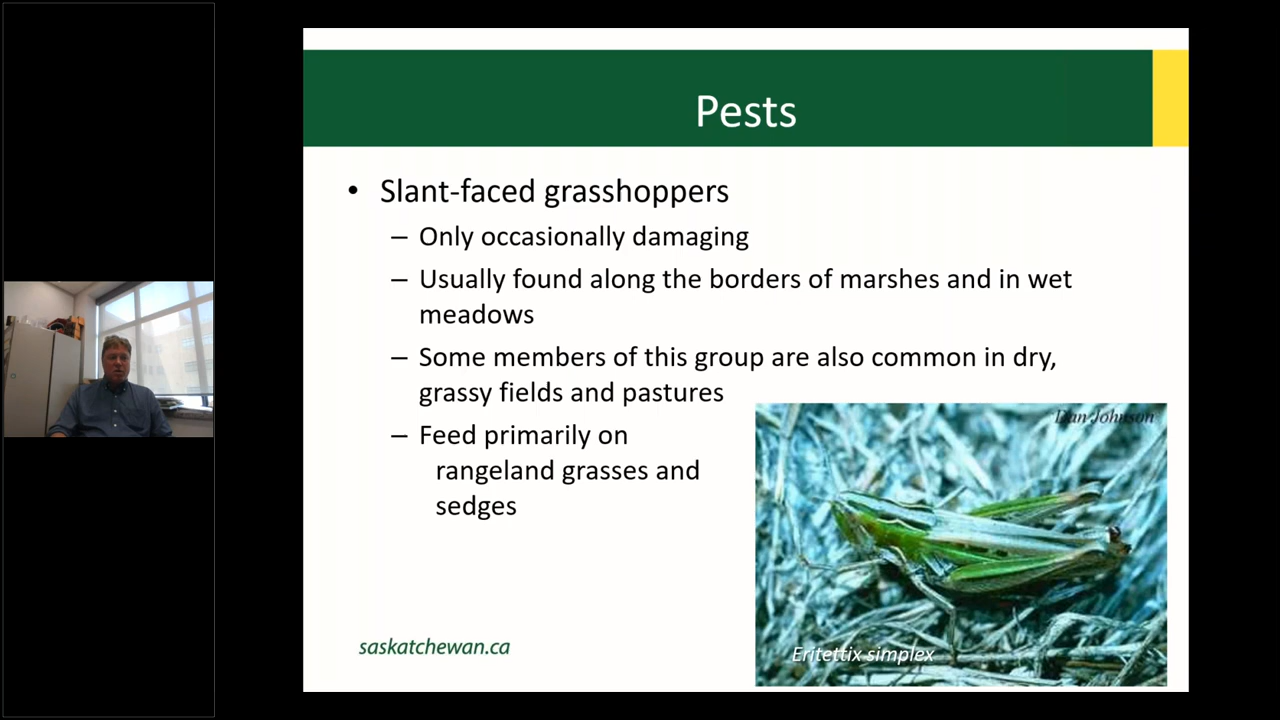 Pests
• Slant-faced grasshoppers
– Only occasionally damaging
– Usually found along the borders of marshes and in wet
meadows
– Some members of this group are also common in dry,
grassy fields and pastures
– Feed primarily on
rangeland grasses and
sedges
Dan Johnson
Eritettix simplex
saskatchewan.ca